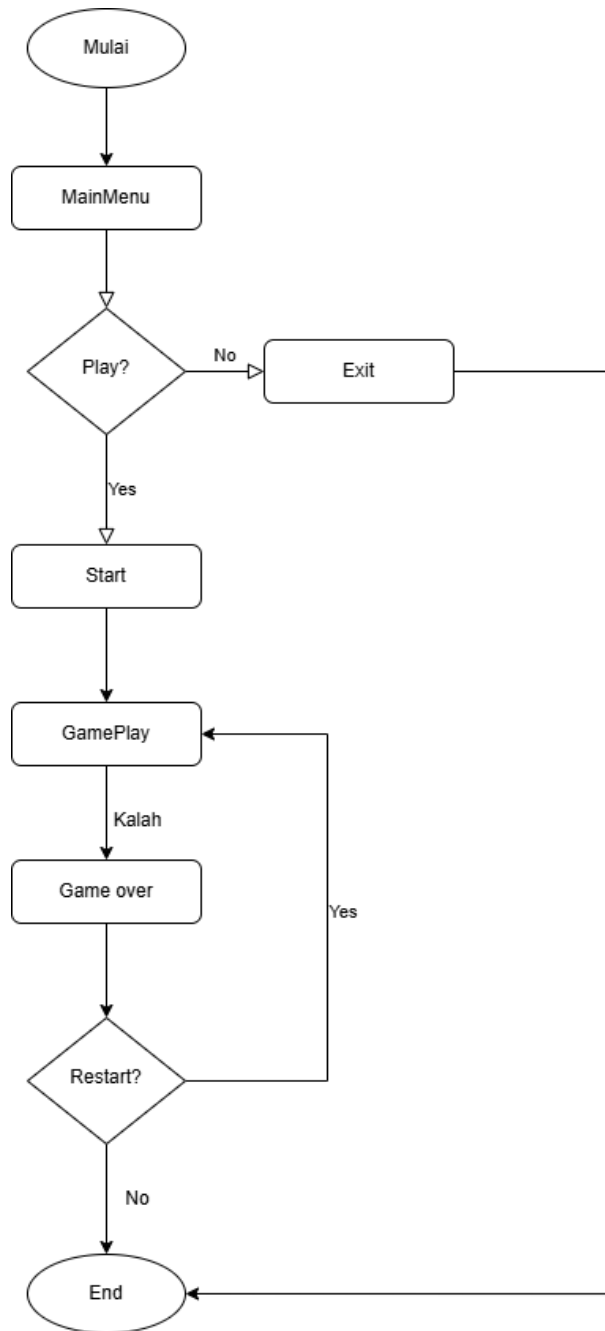 Mulai
MainMenu
Play?
No
Exit
Yes
Start
GamePlay
Kalah
Game over
Yes
Restart?
No
End